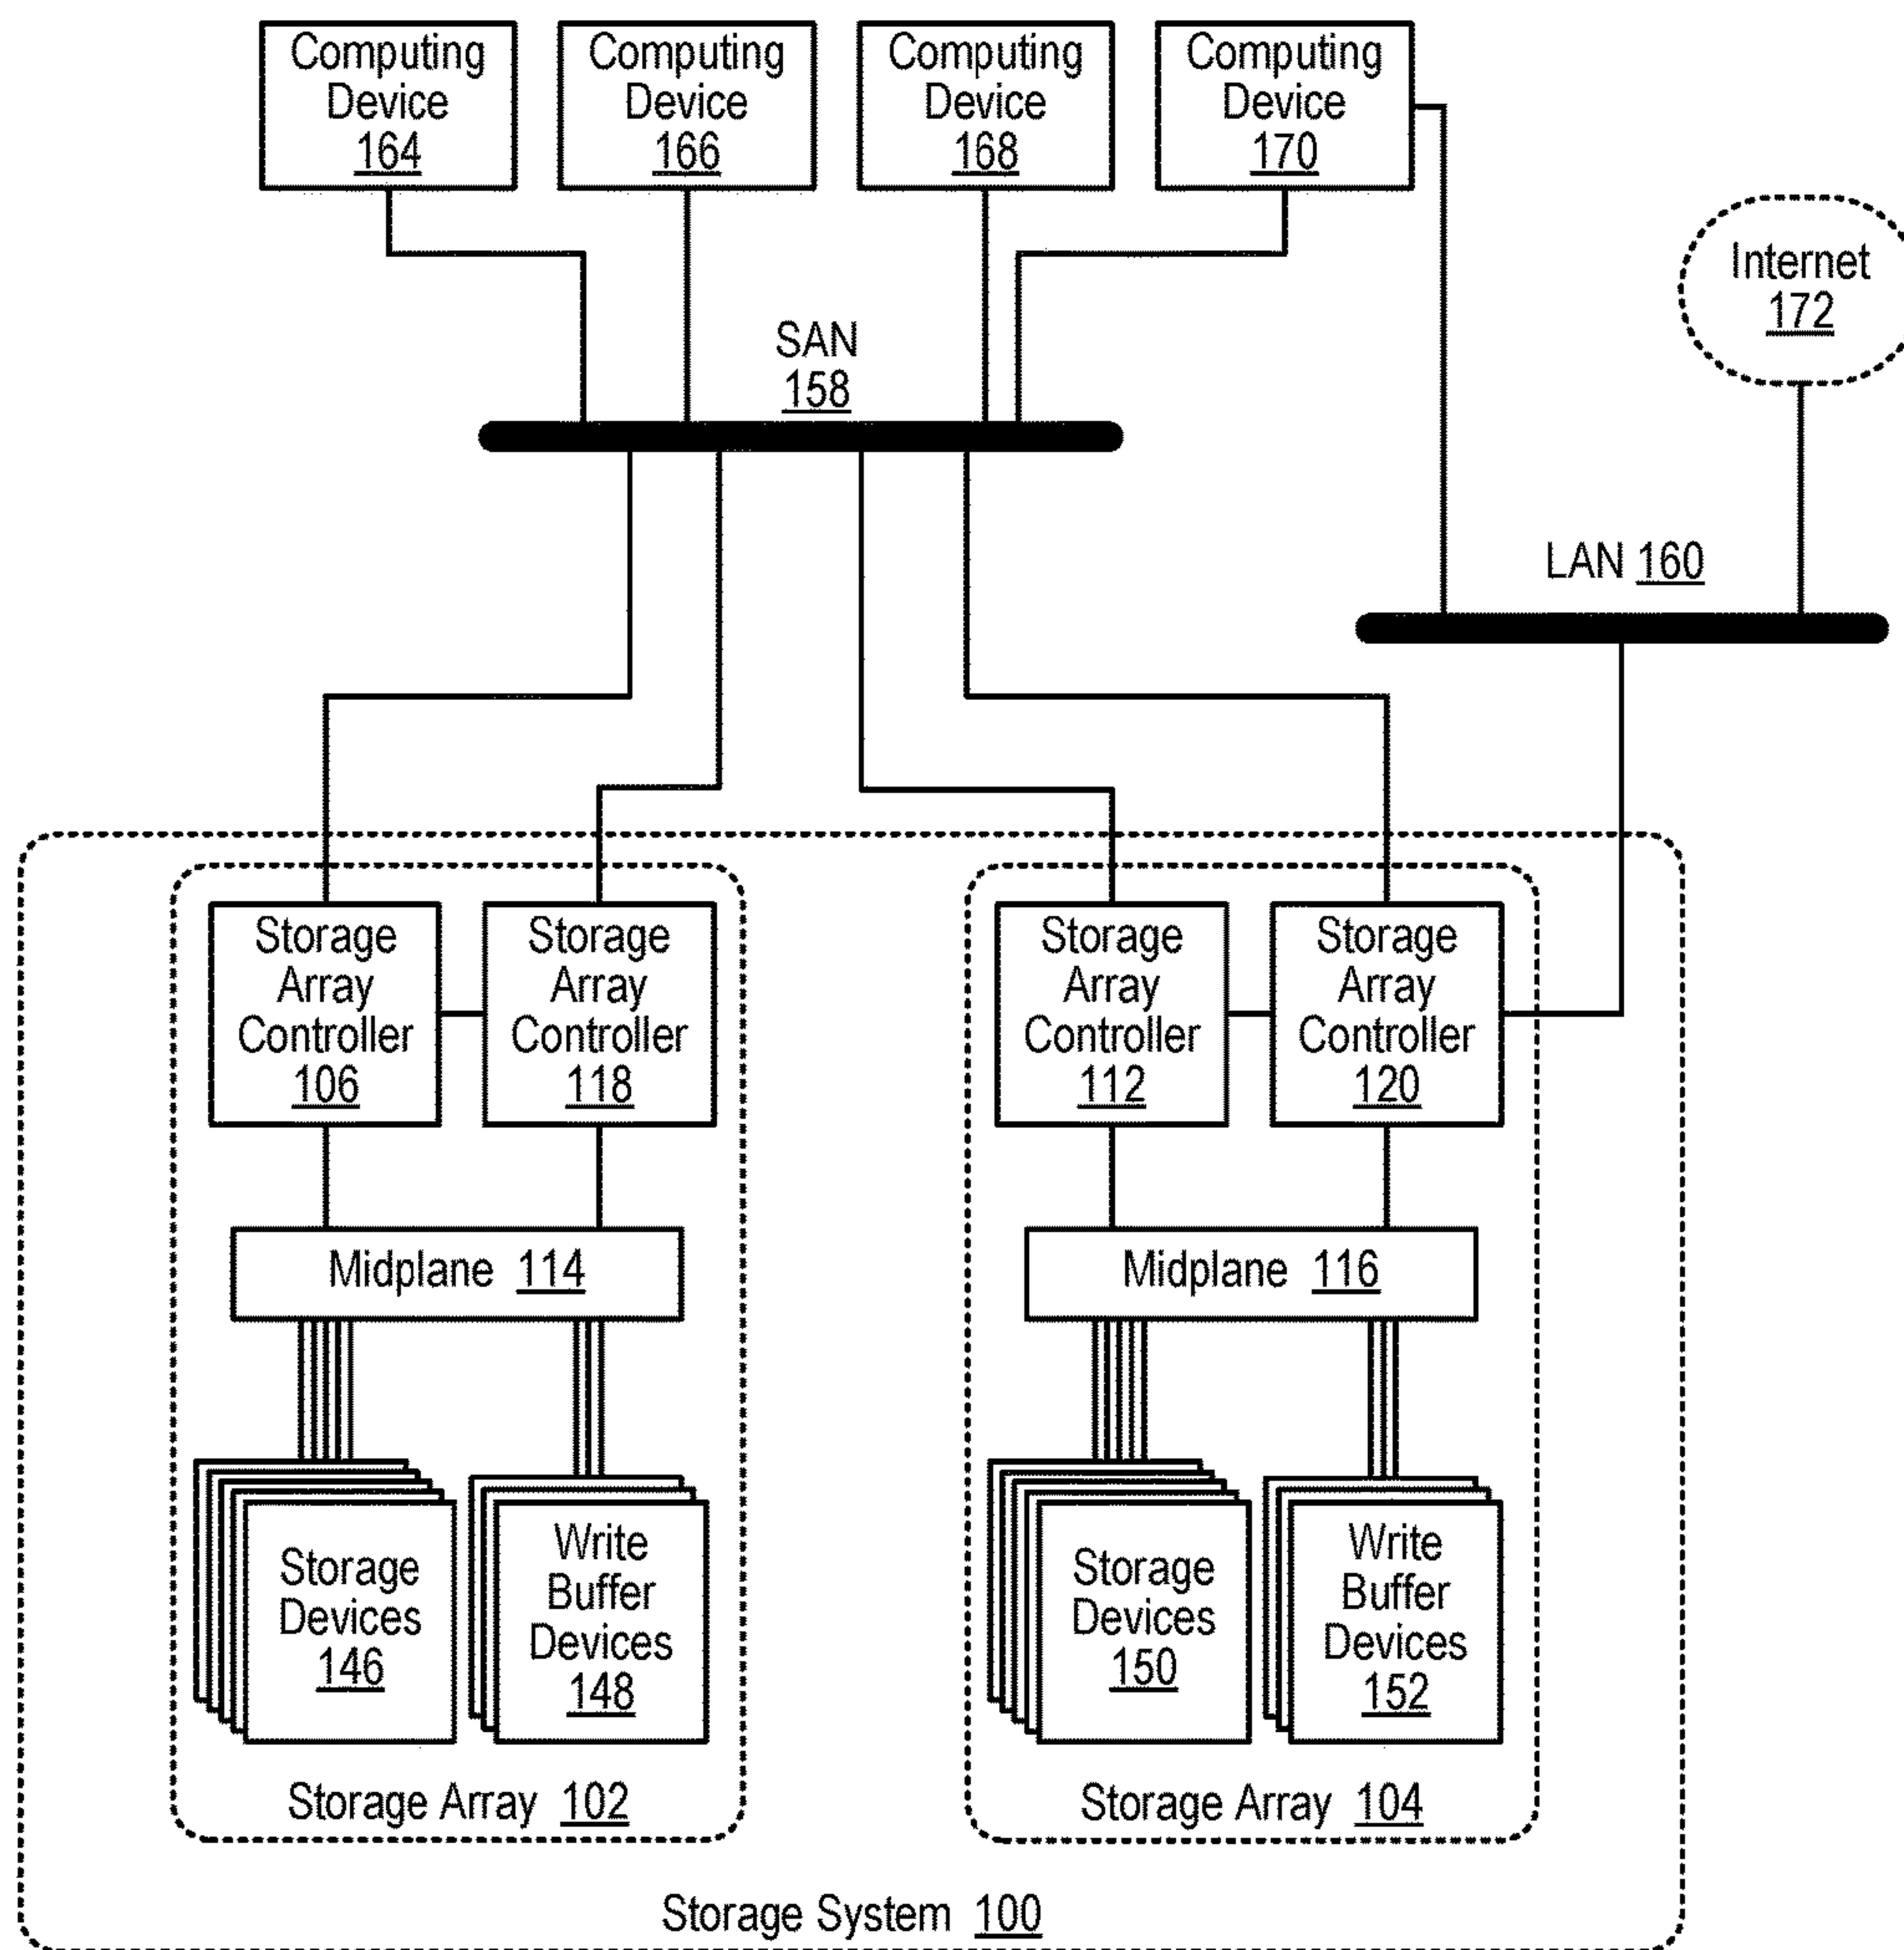 Computing
Device
164
Computing
Device
166
Computing
Device
168
Computing
Device
170
Internet
172
SAN
158
LAN 160
Storage
Array
Controller
106
Storage
Array
Controller
118
Storage
Array
Controller
112
Storage
Array
Controller
120
Midplane 114
Midplane 116
Storage
Devices
146
Write
Buffer
Devices
148
Storage
Devices
150
Write
Buffer
Devices
152
Storage Array 102
Storage Array 104
Storage System 100